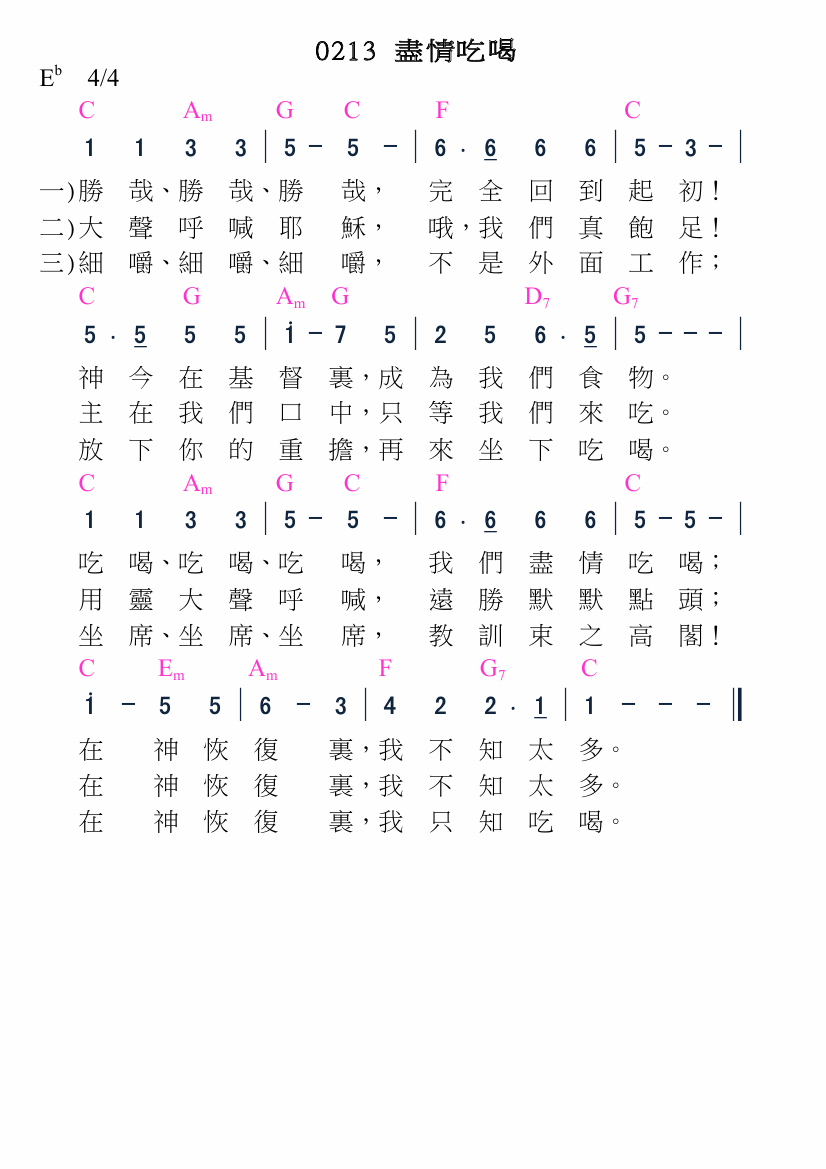 0213 盡情吃喝
E♭ 4/4
C Am G C F C
1 1 3 3 | 5 － 5 － | 6 · 6 6 6 | 5 － 3 － |
一)勝哉、勝哉、勝哉，完全回到起初！
二)大聲呼喊耶穌，哦，我們真飽足！
三)細嚼、細嚼、細嚼，不是外面工作；
C G Am G D7 G7
5 · 5 5 5 | i － 7 5 | 2 5 6 · 5 | 5 － － － |
神今在基督裏，成為我們食物。
主在我們口中，只等我們來吃。
放下你的重擔，再來坐下吃喝。
C Am G C F C
1 1 3 3 | 5 － 5 － | 6 · 6 6 6 | 5 － 5 － |
吃喝、吃喝、吃喝，我們盡情吃喝；
用靈大聲呼喊，遠勝默默點頭；
坐席、坐席、坐席，教訓束之高閣！
C Em Am F G7 C
i － 5 5 | 6 － 3 | 4 2 2 · 1 | 1 － － － ‖
在神恢復裏，我不知太多。
在神恢復裏，我不知太多。
在神恢復裏，我只知吃喝。